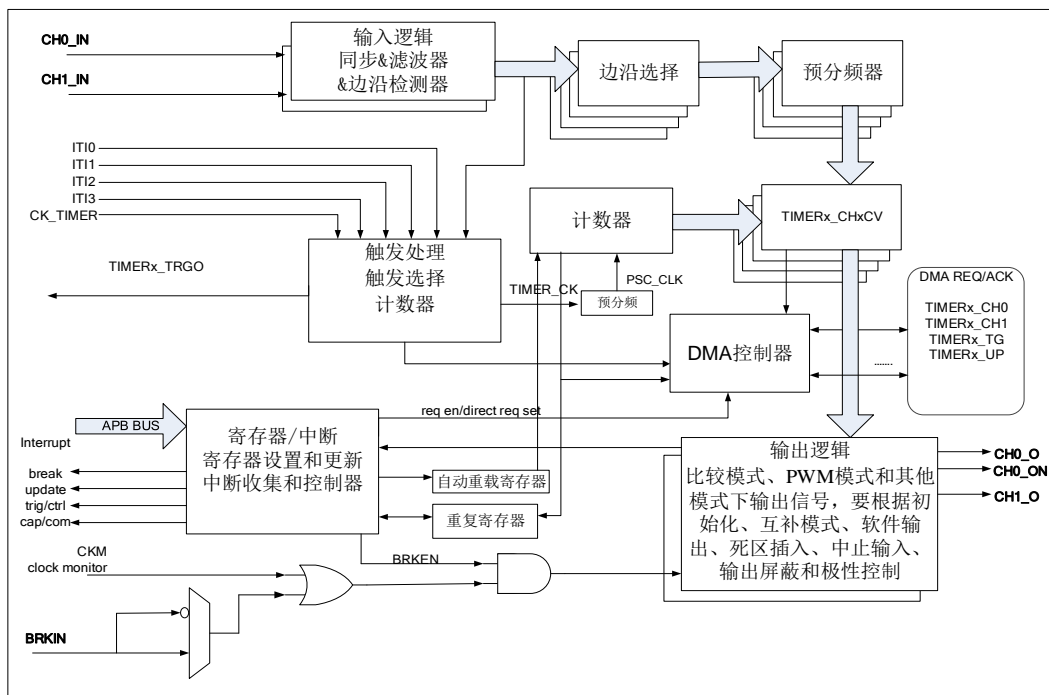 CH0_IN
CH1_IN
输入逻辑
同步&滤波器
&边沿检测器
边沿选择
预分频器
ITI0
ITI1
ITI2
ITI3
CK_TIMER
计数器
TIMERx_CHxCV
TIMERx_TRGO
触发处理
触发选择
计数器
TIMER_CK
PSC_CLK
预分频
DMA控制器
DMA REQ/ACK
TIMERx_CH0
TIMERx_CH1
TIMERx_TG
TIMERx_UP
........
req en/direct req set
APB BUS
Interrupt
break
update
trig/ctrl
cap/com
寄存器/中断
寄存器设置和更新
中断收集和控制器
自动重载寄存器
重复寄存器
输出逻辑
比较模式、PWM模式和其他
模式下输出信号，要根据初
始化、互补模式、软件输
出、死区插入、中止输入、
输出屏蔽和极性控制
CH0_O
CH0_ON
CH1_O
CKM
clock monitor
BRKEN
BRKIN